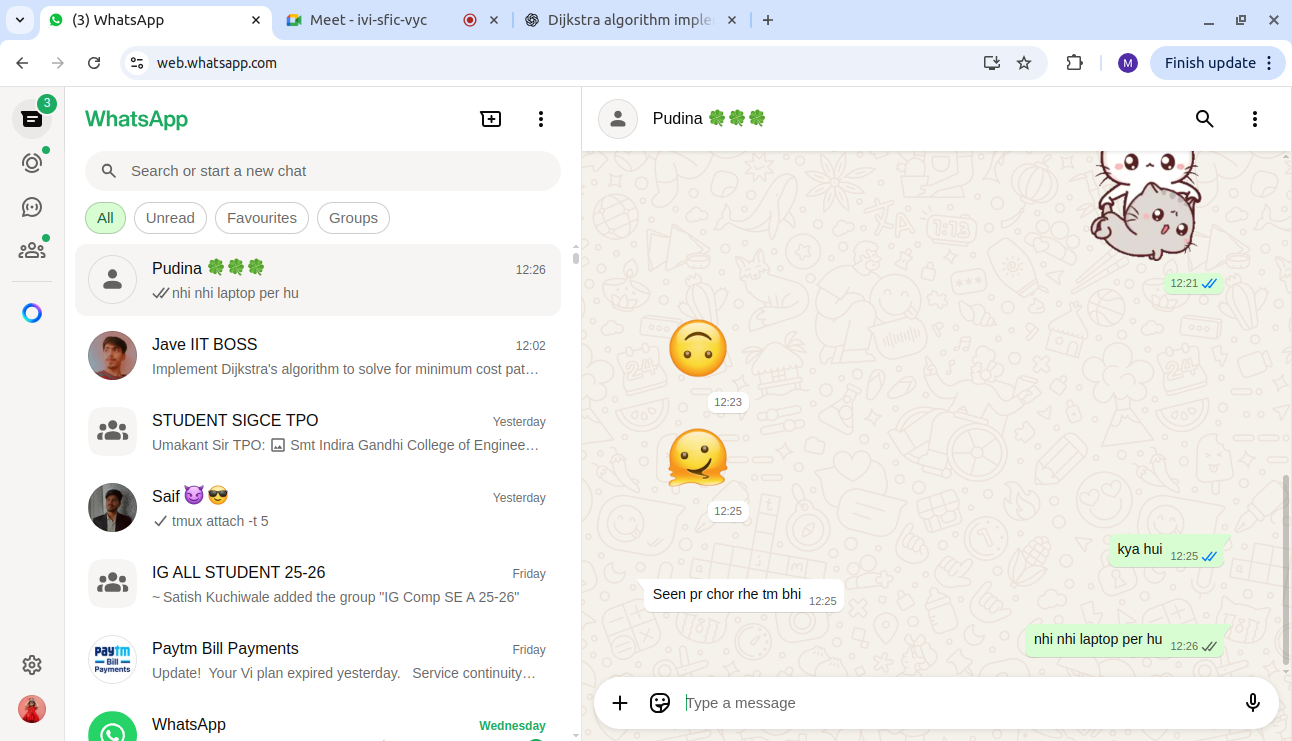 (3) WhatsApp
Meet - ivi-sfic-vyc
Dijkstra algorithm imple
web.whatsapp.com
M
Finish update
3
WhatsApp
Search or start a new chat
All
Unread
Favourites
Groups
Pudina 🍀🍀🍀
12:26
nhi nhi laptop per hu
Jave IIT BOSS
12:02
Implement Dijkstra's algorithm to solve for minimum cost pat…
STUDENT SIGCE TPO
Yesterday
Umakant Sir TPO: Smt Indira Gandhi College of Enginee…
Saif 😈😎
Yesterday
tmux attach -t 5
IG ALL STUDENT 25-26
Friday
~ Satish Kuchiwale added the group "IG Comp SE A 25-26"
Paytm Bill Payments
Friday
Update! Your Vi plan expired yesterday. Service continuity…
paytm
Bill
Payments
WhatsApp
Wednesday
Pudina 🍀🍀🍀
12:21
12:23
12:25
kya hui 12:25
Seen pr chor rhe tm bhi 12:25
nhi nhi laptop per hu 12:26
Type a message